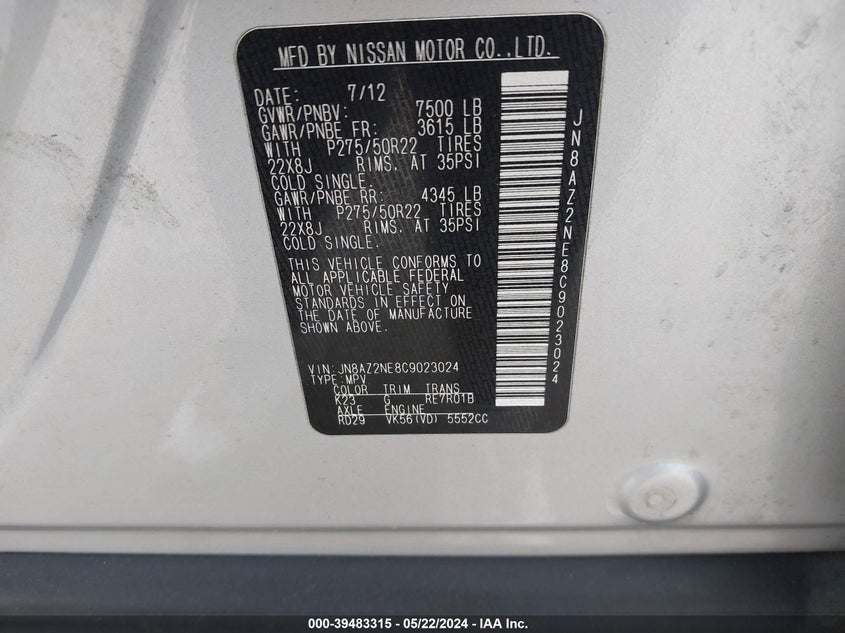 MFD BY NISSAN MOTOR CO.,LTD.
DATE: 7/12
GVWR/PNBV: 7500 LB
GAWR/PNBE FR: 3615 LB
WITH P275/50R22 TIRES
22X8J RIMS. AT 35PSI
COLD SINGLE.
GAWR/PNBE RR: 4345 LB
WITH P275/50R22 TIRES
22X8J RIMS. AT 35PSI
COLD SINGLE.
THIS VEHICLE CONFORMS TO
ALL APPLICABLE FEDERAL
MOTOR VEHICLE SAFETY
STANDARDS IN EFFECT ON
THE DATE OF MANUFACTURE
SHOWN ABOVE.
VIN: JN8AZ2NE8C9023024
TYPE: MPV
COLOR TRIM TRANS
K23 G RE7R01B
AXLE ENGINE
RD29 VK56(VD) 5552CC
JN8AZ2NE8C9023024
000-39483315 - 05/22/2024 - IAA Inc.